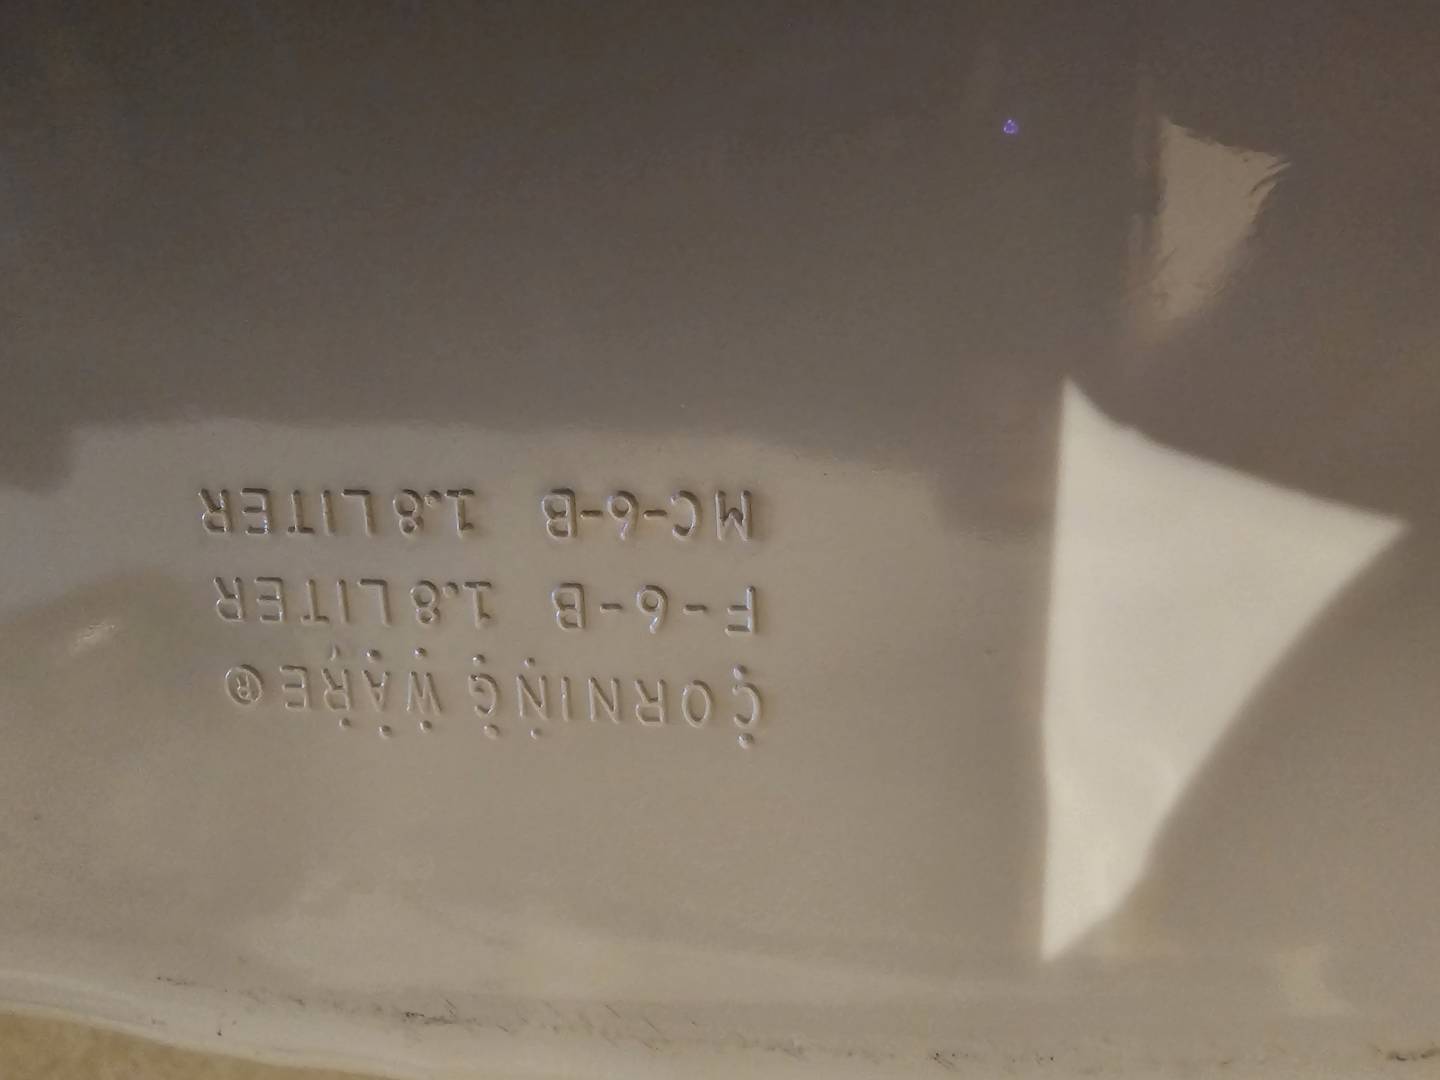 CORNING WARE ®
F-6-B 1.8 LITER
MC-6-B 1.8 LITER